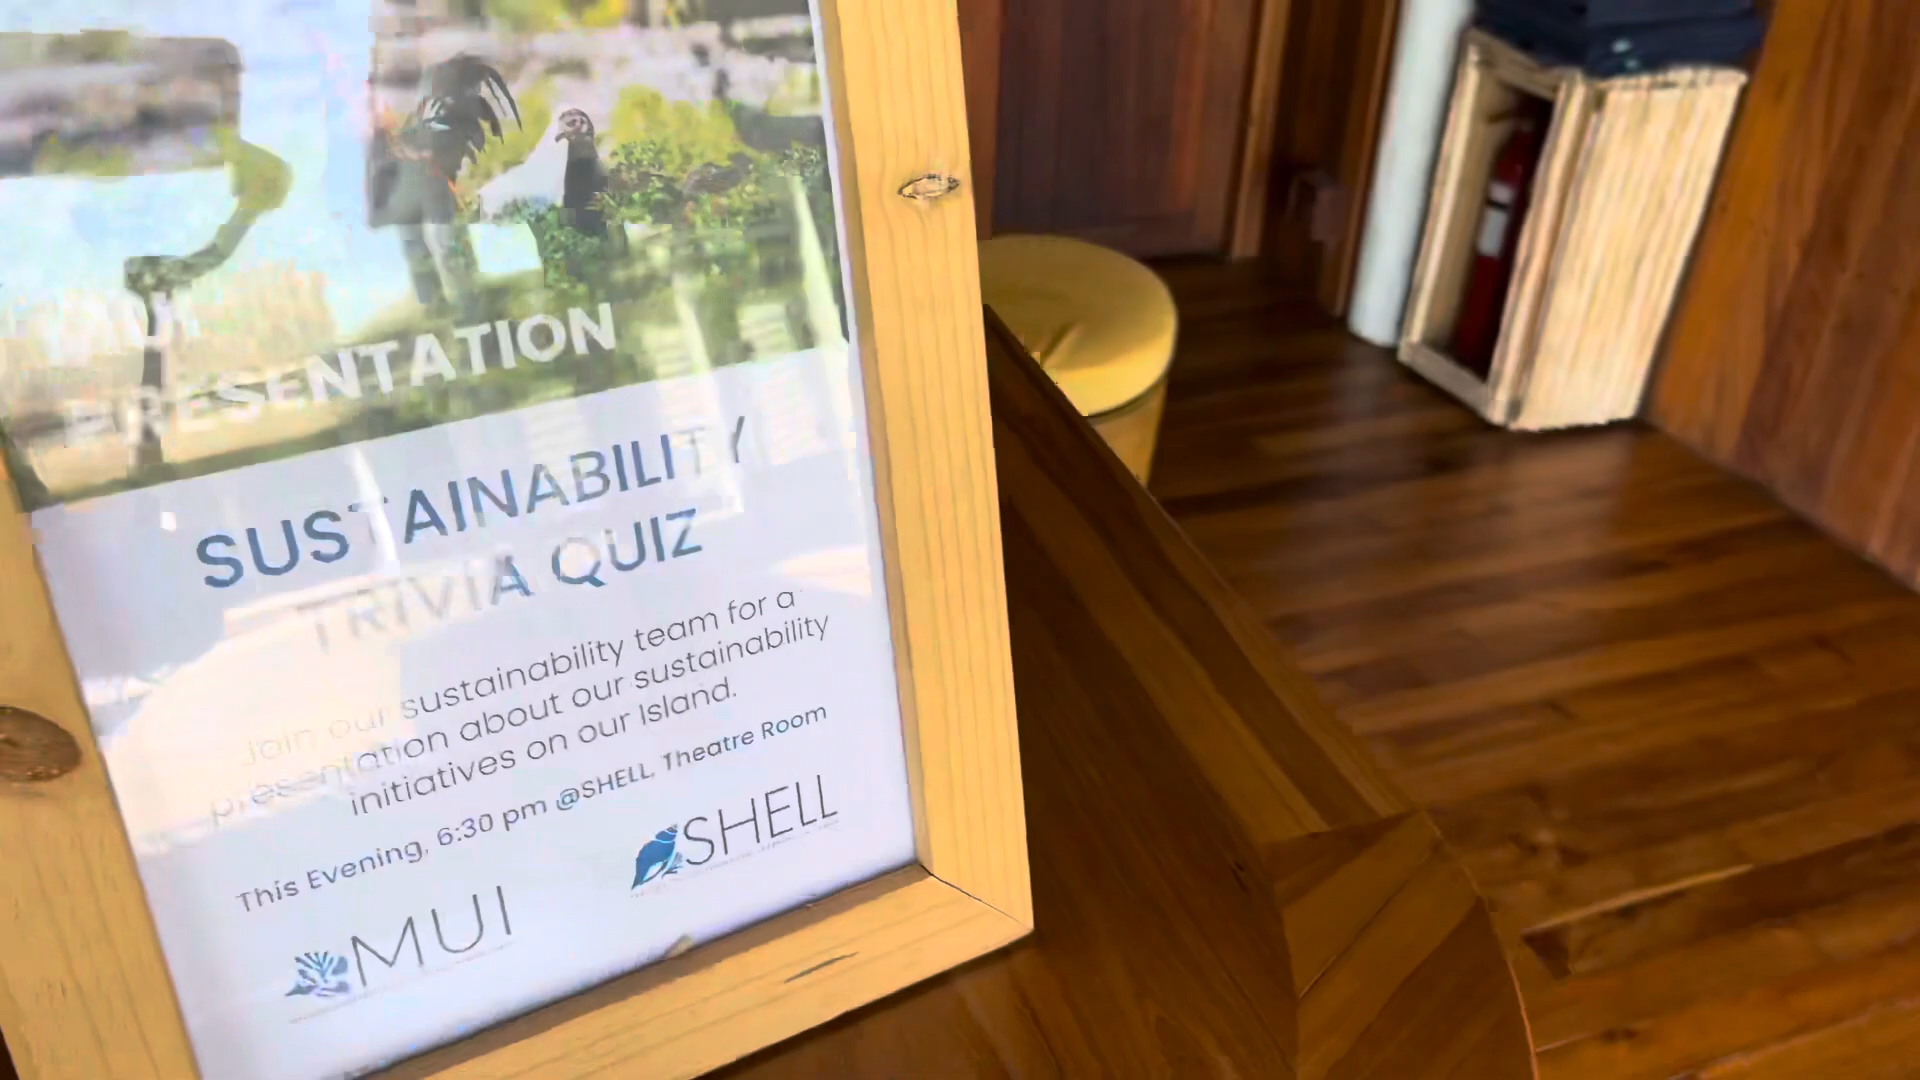 MUI
PRESENTATION
SUSTAINABILITY
TRIVIA QUIZ
Join our sustainability team for a
presentation about our sustainability
initiatives on our Island.
This Evening, 6:30 pm @SHELL, Theatre Room
MUI
SHELL